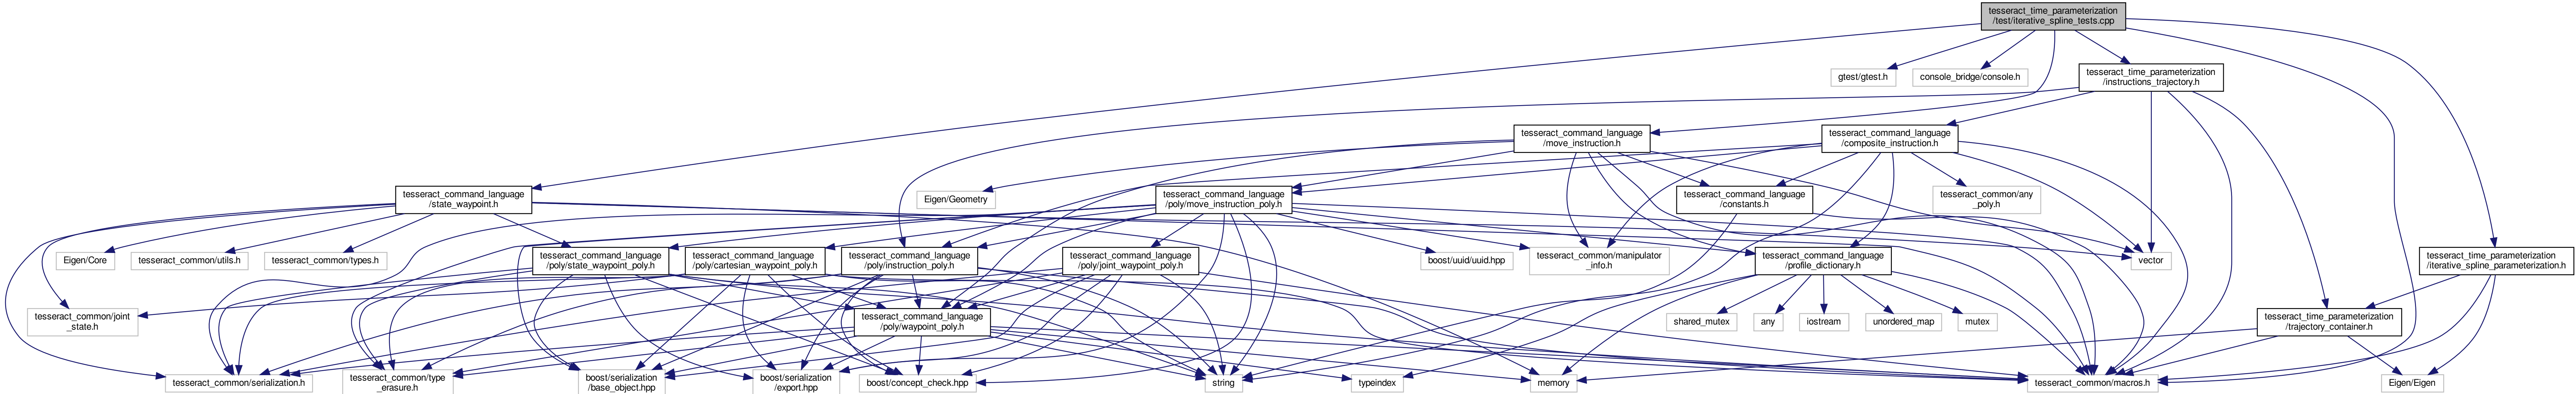 tesseract_time_parameterization
/test/iterative_spline_tests.cpp
gtest/gtest.h
console_bridge/console.h
tesseract_time_parameterization
/instructions_trajectory.h
tesseract_command_language
/move_instruction.h
tesseract_command_language
/composite_instruction.h
tesseract_command_language
/state_waypoint.h
Eigen/Geometry
tesseract_command_language
/poly/move_instruction_poly.h
tesseract_command_language
/constants.h
tesseract_common/any
_poly.h
Eigen/Core
tesseract_common/utils.h
tesseract_common/types.h
tesseract_command_language
/poly/state_waypoint_poly.h
tesseract_command_language
/poly/cartesian_waypoint_poly.h
tesseract_command_language
/poly/instruction_poly.h
tesseract_command_language
/poly/joint_waypoint_poly.h
boost/uuid/uuid.hpp
tesseract_common/manipulator
_info.h
tesseract_command_language
/profile_dictionary.h
vector
tesseract_time_parameterization
/iterative_spline_parameterization.h
tesseract_common/joint
_state.h
tesseract_command_language
/poly/waypoint_poly.h
shared_mutex
any
iostream
unordered_map
mutex
tesseract_time_parameterization
/trajectory_container.h
tesseract_common/serialization.h
tesseract_common/type
_erasure.h
boost/serialization
/base_object.hpp
boost/serialization
/export.hpp
boost/concept_check.hpp
string
typeindex
memory
tesseract_common/macros.h
Eigen/Eigen